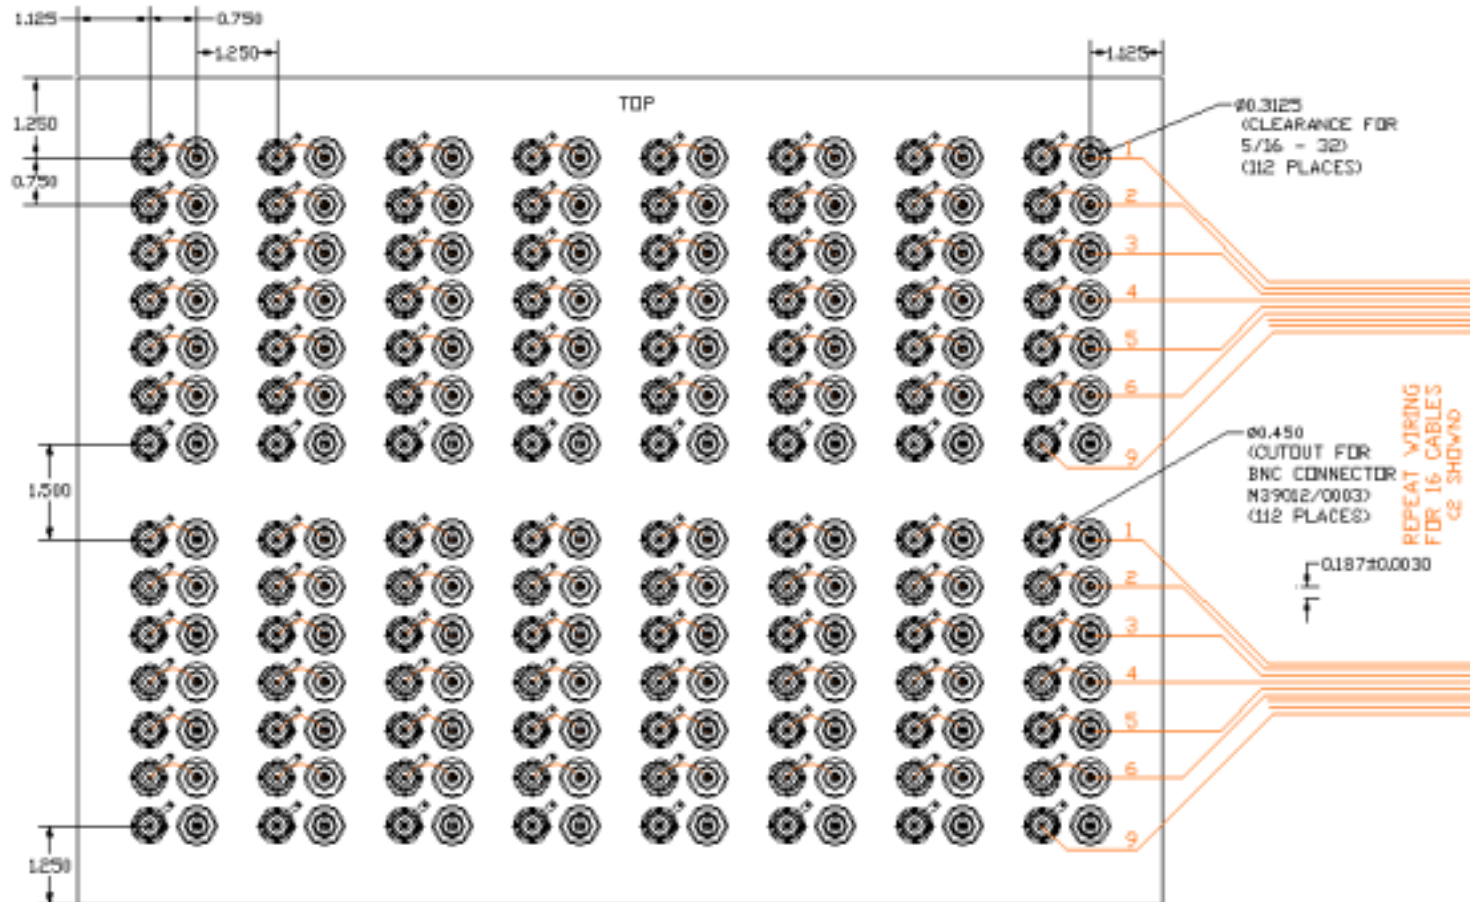 1.125
0.750
1.250
1.125
TOP
1.250
0.750
Ø0.3125
(CLEARANCE FOR
5/16 - 32)
(112 PLACES)
1
2
3
4
5
6
9
1.500
Ø0.450
(CUTOUT FOR
BNC CONNECTOR
M39012/0003)
(112 PLACES)
REPEAT WIRING
FOR 16 CABLES
(2 SHOWN)
0.187±0.0030
1
2
3
4
5
6
9
1.250